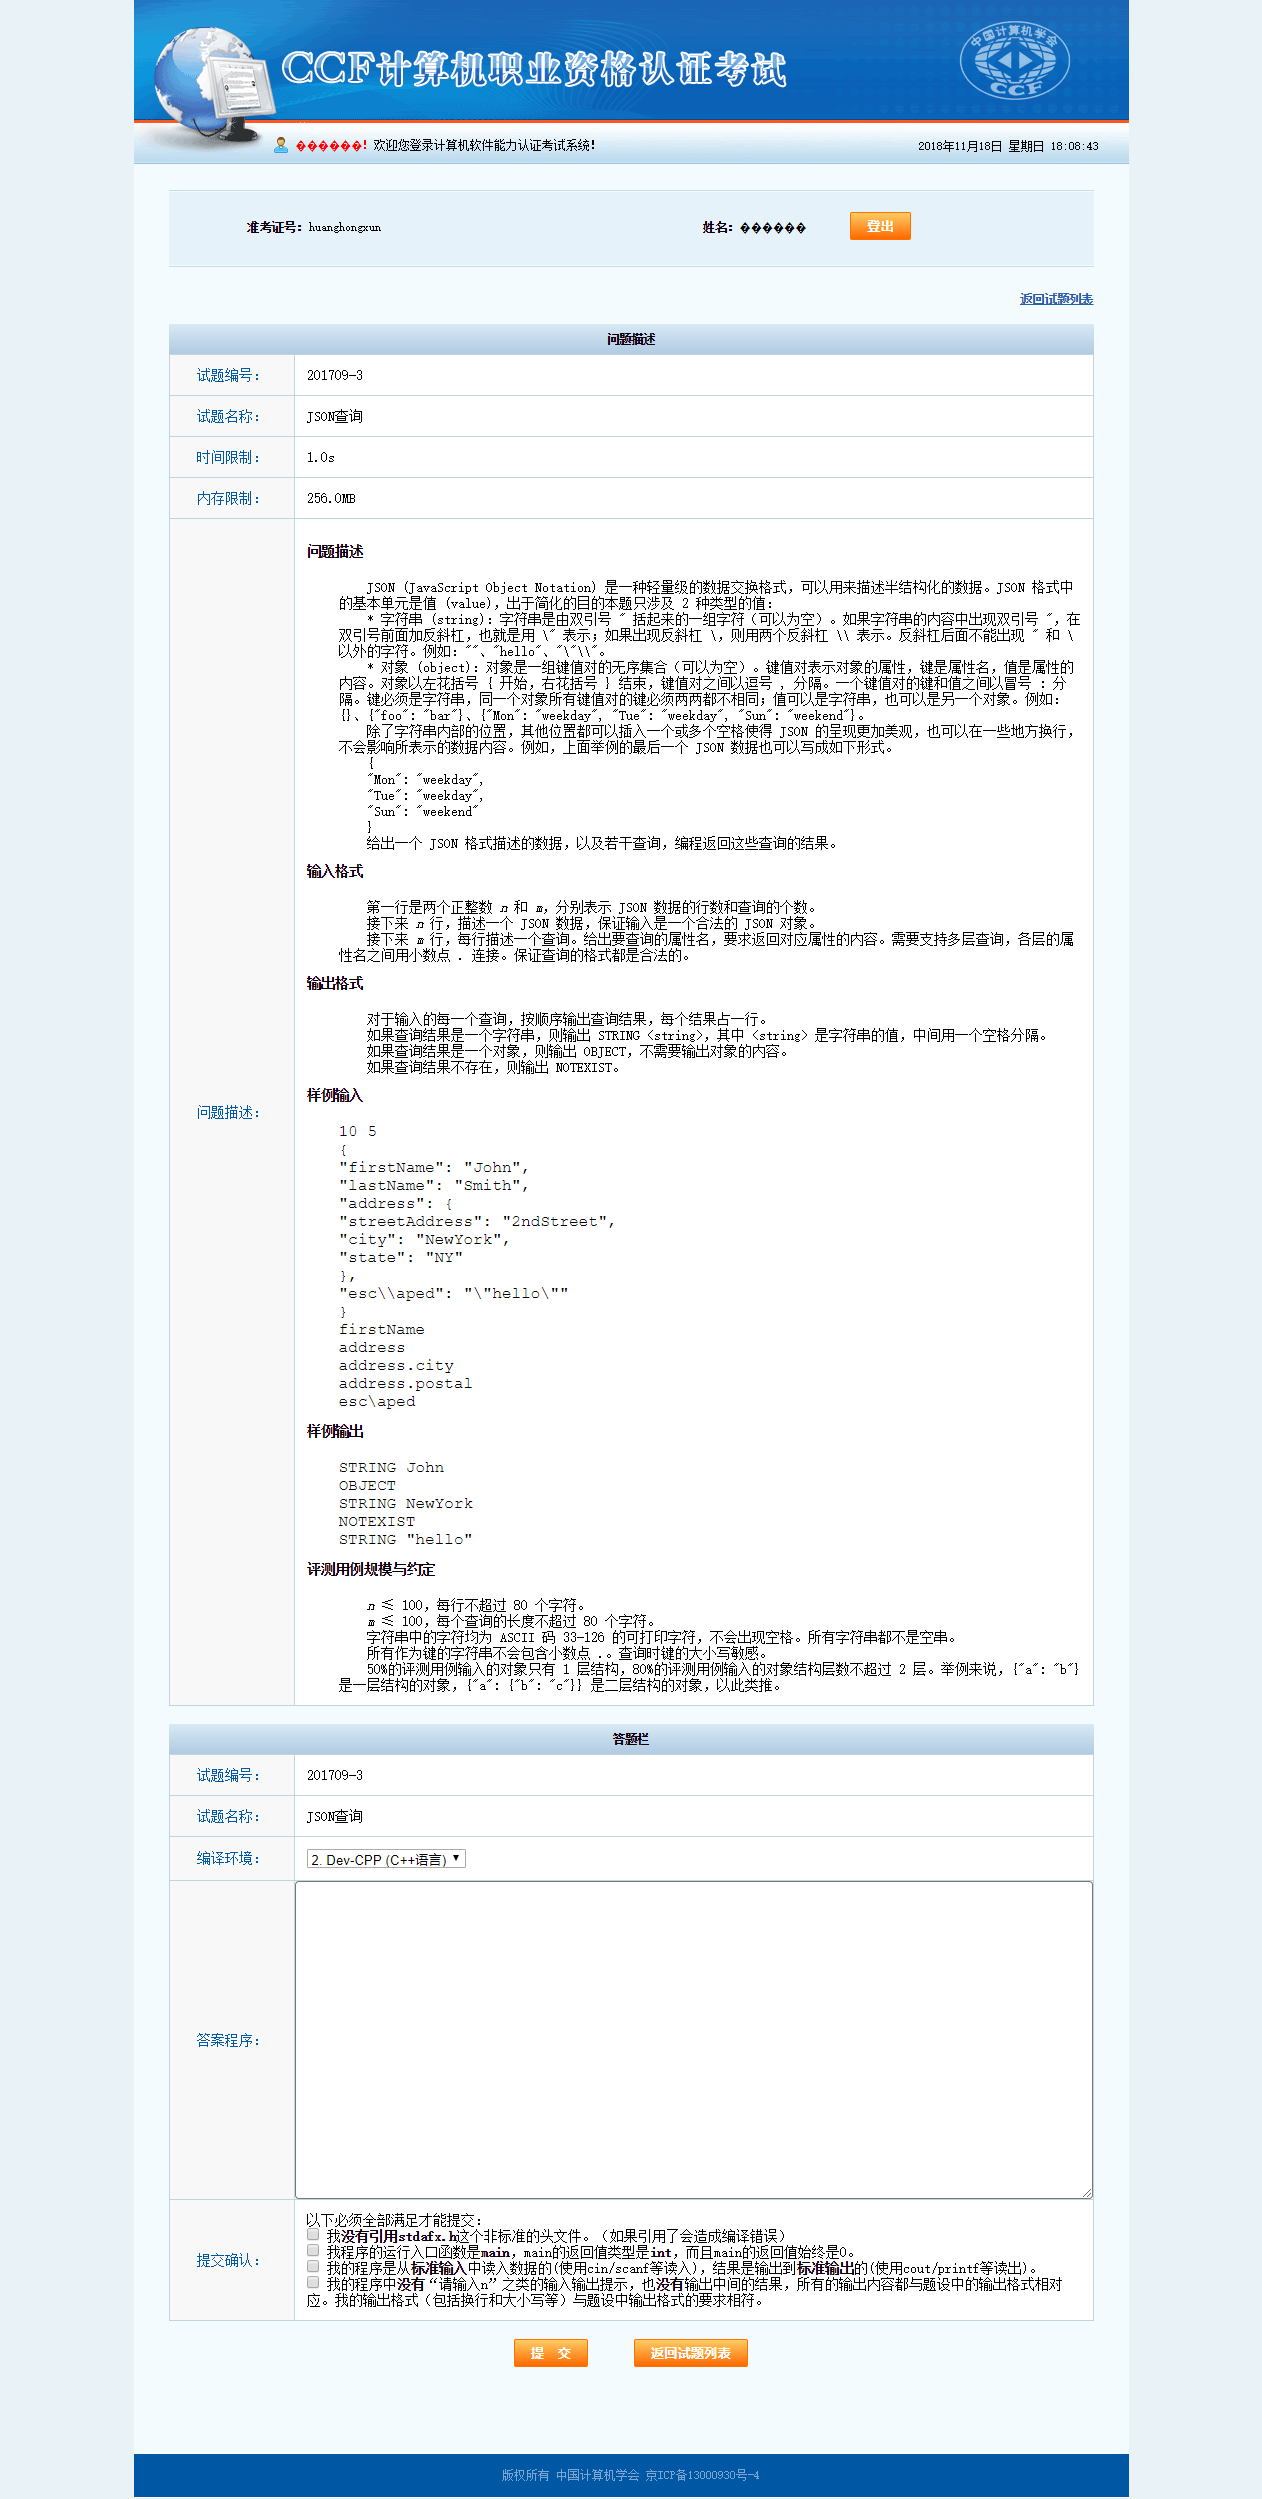 CCF计算机职业资格认证考试
中国计算机学会
CCF
������! 欢迎您登录计算机软件能力认证考试系统!
2018年11月18日 星期日 18:08:43
准考证号: huanghongxun
姓名: ������
登出
返回试题列表
问题描述
试题编号: 201709-3
试题名称: JSON查询
时间限制: 1.0s
内存限制: 256.0MB
问题描述:
问题描述
JSON (JavaScript Object Notation) 是一种轻量级的数据交换格式，可以用来描述半结构化的数据。JSON 格式中
的基本单元是值 (value)，出于简化的目的本题只涉及 2 种类型的值:
* 字符串 (string): 字符串是由双引号 " 括起来的一组字符（可以为空）。如果字符串的内容中出现双引号 "，在
双引号前面加反斜杠，也就是用 \" 表示；如果出现反斜杠 \，则用两个反斜杠 \\ 表示。反斜杠后面不能出现 " 和 \
以外的字符。例如: ""、"hello"、"\"\\"。
* 对象 (object): 对象是一组键值对的无序集合（可以为空）。键值对表示对象的属性，键是属性名，值是属性的
内容。对象以左花括号 { 开始，右花括号 } 结束，键值对之间以逗号 , 分隔。一个键值对的键和值之间以冒号 : 分
隔。键必须是字符串，同一个对象所有键值对的键必须两两都不相同；值可以是字符串，也可以是另一个对象。例如:
{}、{"foo": "bar"}、{"Mon": "weekday", "Tue": "weekday", "Sun": "weekend"}。
除了字符串内部的位置，其他位置都可以插入一个或多个空格使得 JSON 的呈现更加美观，也可以在一些地方换行，
不会影响所表示的数据内容。例如，上面举例的最后一个 JSON 数据也可以写成如下形式。
{
"Mon": "weekday",
"Tue": "weekday",
"Sun": "weekend"
}
给出一个 JSON 格式描述的数据，以及若干查询，编程返回这些查询的结果。
输入格式
第一行是两个正整数 n 和 m，分别表示 JSON 数据的行数和查询的个数。
接下来 n 行，描述一个 JSON 数据，保证输入是一个合法的 JSON 对象。
接下来 m 行，每行描述一个查询。给出要查询的属性名，要求返回对应属性的内容。需要支持多层查询，各层的属
性名之间用小数点 . 连接。保证查询的格式都是合法的。
输出格式
对于输入的每一个查询，按顺序输出查询结果，每个结果占一行。
如果查询结果是一个字符串，则输出 STRING <string>，其中 <string> 是字符串的值，中间用一个空格分隔。
如果查询结果是一个对象，则输出 OBJECT，不需要输出对象的内容。
如果查询结果不存在，则输出 NOTEXIST。
样例输入
10 5
{
"firstName": "John",
"lastName": "Smith",
"address": {
"streetAddress": "2ndStreet",
"city": "NewYork",
"state": "NY"
},
"esc\\aped": "\"hello\""
}
firstName
address
address.city
address.postal
esc\aped
样例输出
STRING John
OBJECT
STRING NewYork
NOTEXIST
STRING "hello"
评测用例规模与约定
n ≤ 100，每行不超过 80 个字符。
m ≤ 100，每个查询的长度不超过 80 个字符。
字符串中的字符均为 ASCII 码 33-126 的可打印字符，不会出现空格。所有字符串都不是空串。
所有作为键的字符串不会包含小数点 .。查询时键的大小写敏感。
50%的评测用例输入的对象只有 1 层结构，80%的评测用例输入的对象结构层数不超过 2 层。举例来说，{"a": "b"}
是一层结构的对象，{"a": {"b": "c"}} 是二层结构的对象，以此类推。
答题栏
试题编号: 201709-3
试题名称: JSON查询
编译环境: 2. Dev-CPP (C++语言)
答案程序:
提交确认:
以下必须全部满足才能提交:
我没有引用stdafx.h这个非标准的头文件。（如果引用了会造成编译错误）
我程序的运行入口函数是main，main的返回值类型是int，而且main的返回值始终是0。
我的程序是从标准输入中读入数据的(使用cin/scanf等读入)，结果是输出到标准输出的(使用cout/printf等读出)。
我的程序中没有“请输入n”之类的输入输出提示，也没有输出中间的结果，所有的输出内容都与题设中的输出格式相对
应。我的输出格式（包括换行和大小写等）与题设中输出格式的要求相符。
提 交
返回试题列表
版权所有 中国计算机学会 京ICP备13000930号-4